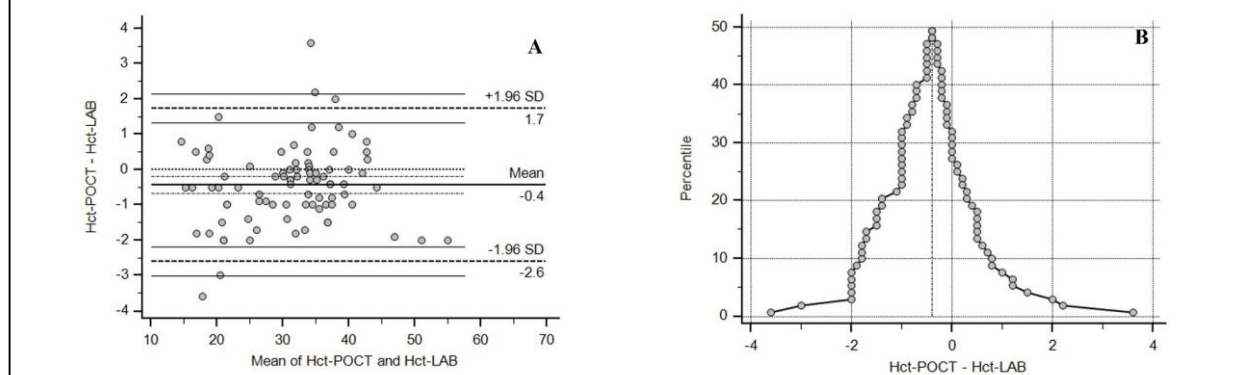 A
4
3
2
1
0
-1
-2
-3
-4
Hct-POCT - Hct-LAB
+1.96 SD
1.7
Mean
-0.4
-1.96 SD
-2.6
10 20 30 40 50 60 70
Mean of Hct-POCT and Hct-LAB
B
50
40
30
20
10
0
Percentile
-4 -2 0 2 4
Hct-POCT - Hct-LAB